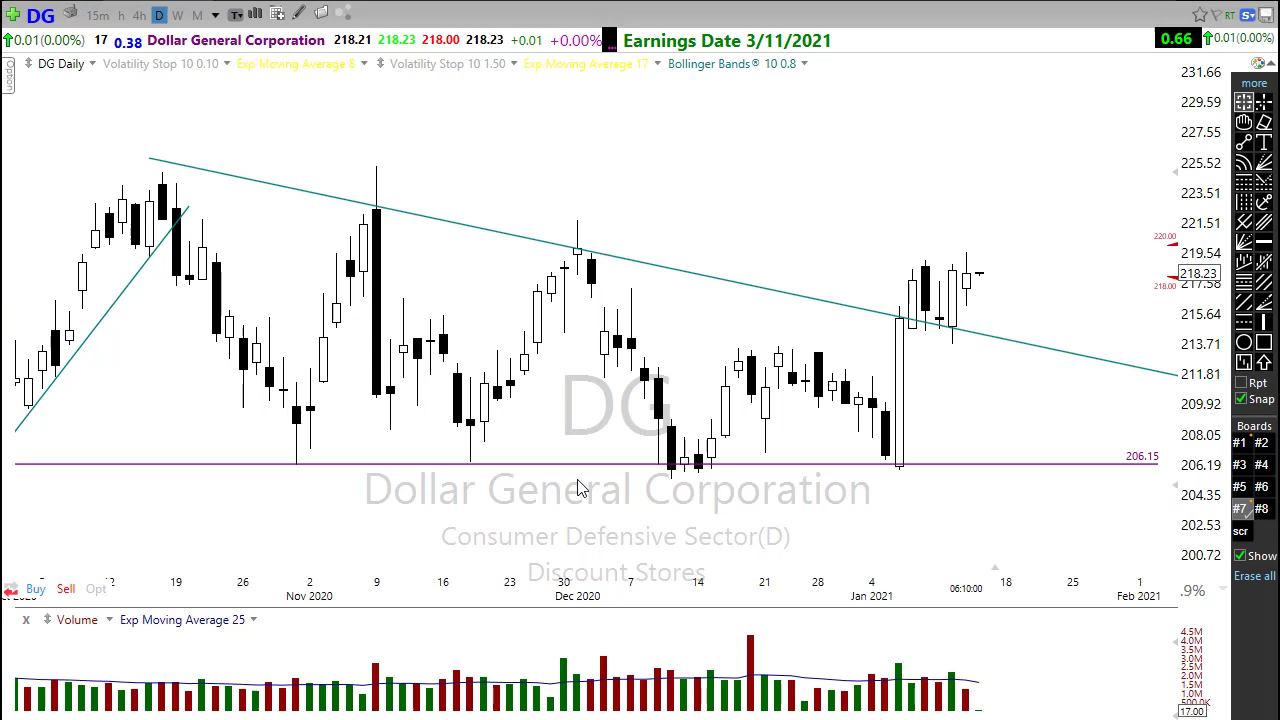 DG 15m h 4h D W M T
0.01(0.00%) 17 0.38 Dollar General Corporation 218.21 218.23 218.00 218.23 +0.01 +0.00% ... Earnings Date 3/11/2021 0.66 0.01(0.00%)
RT S
Option
DG Daily Volatility Stop 10 0.10 Exp Moving Average 8 Volatility Stop 10 1.50 Exp Moving Average 17 Bollinger Bands® 10 0.8
231.66
229.59
227.55
225.52
223.51
221.51
220.00
219.54
218.23
217.58
218.00
215.64
213.71
211.81
209.92
208.05
206.15
206.19
204.35
202.53
200.72
DG
Dollar General Corporation
Consumer Defensive Sector(D)
Discount Stores
Buy Sell Opt
19 26 2 9 16 23 30 7 14 21 28 4 06:10:00 18 25 1
Nov 2020 Dec 2020 Jan 2021 Feb 2021
.9%
x Volume Exp Moving Average 25
4.5M
4.0M
3.5M
3.0M
2.5M
2.0M
1.5M
1.0M
500.0K
17.00
more
T
Rpt
Snap
Boards
#1 #2
#3 #4
#5 #6
#7 #8
scr
Show
Erase all